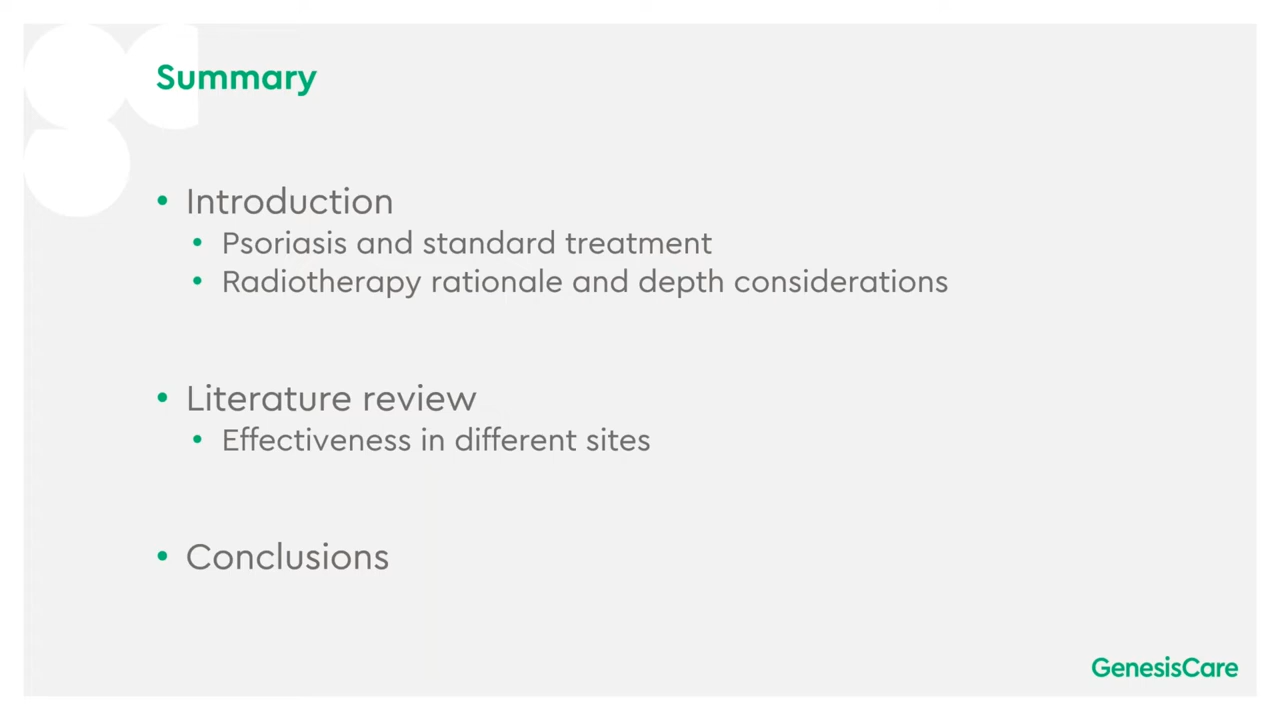 Summary
• Introduction
• Psoriasis and standard treatment
• Radiotherapy rationale and depth considerations
• Literature review
• Effectiveness in different sites
• Conclusions
GenesisCare